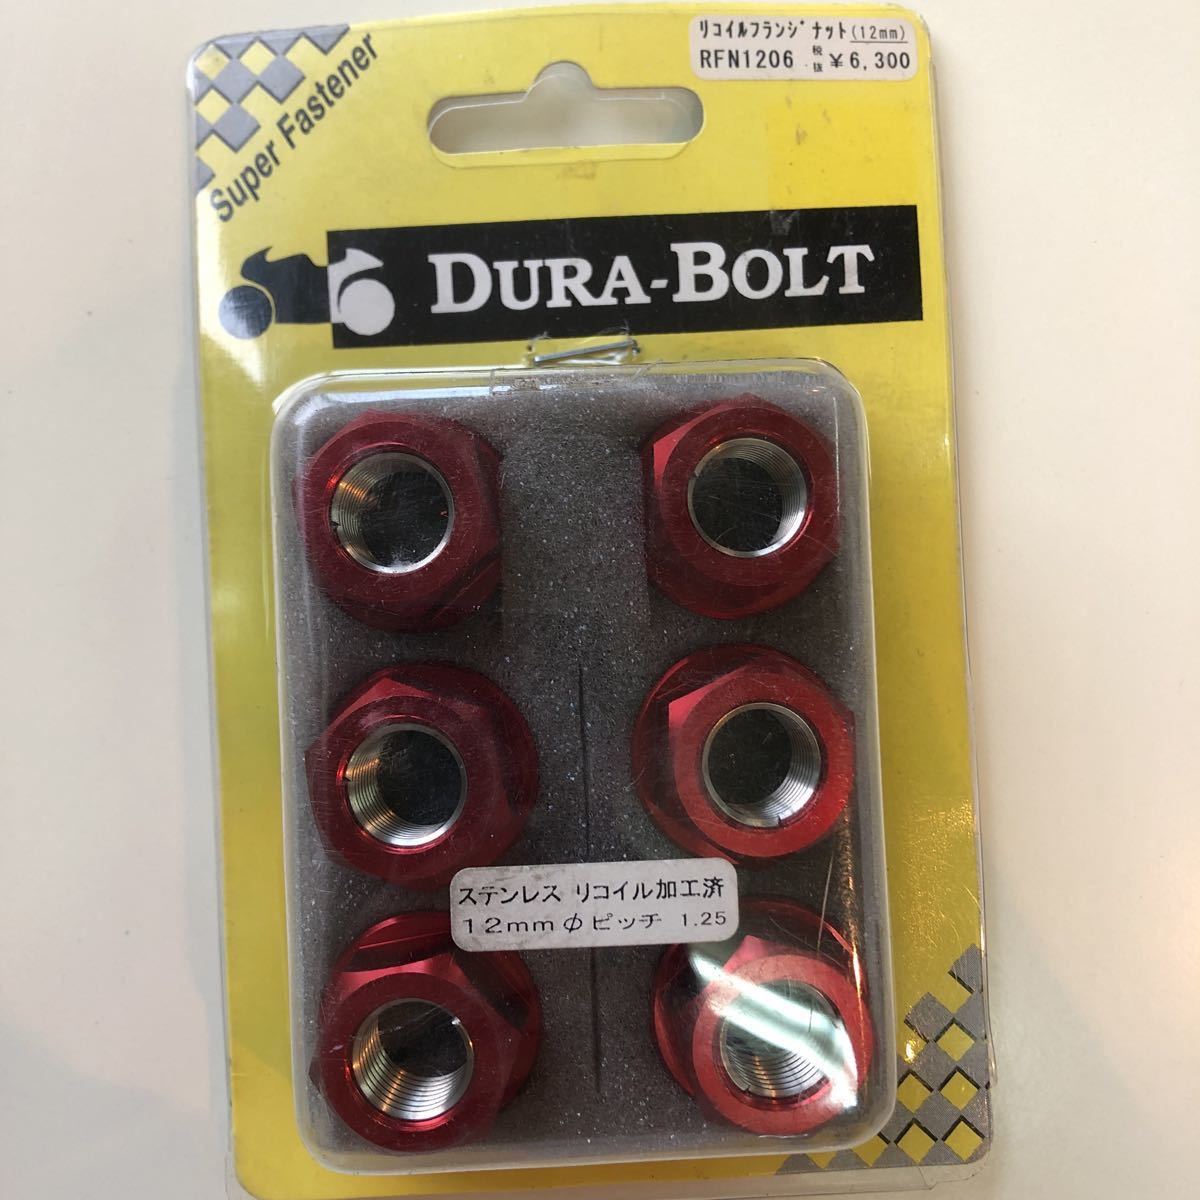 リコイルフランジナット(12mm)
RFN1206 税抜 ¥6,300
Super Fastener
DURA-BOLT
ステンレス リコイル加工済
12mmφピッチ 1.25